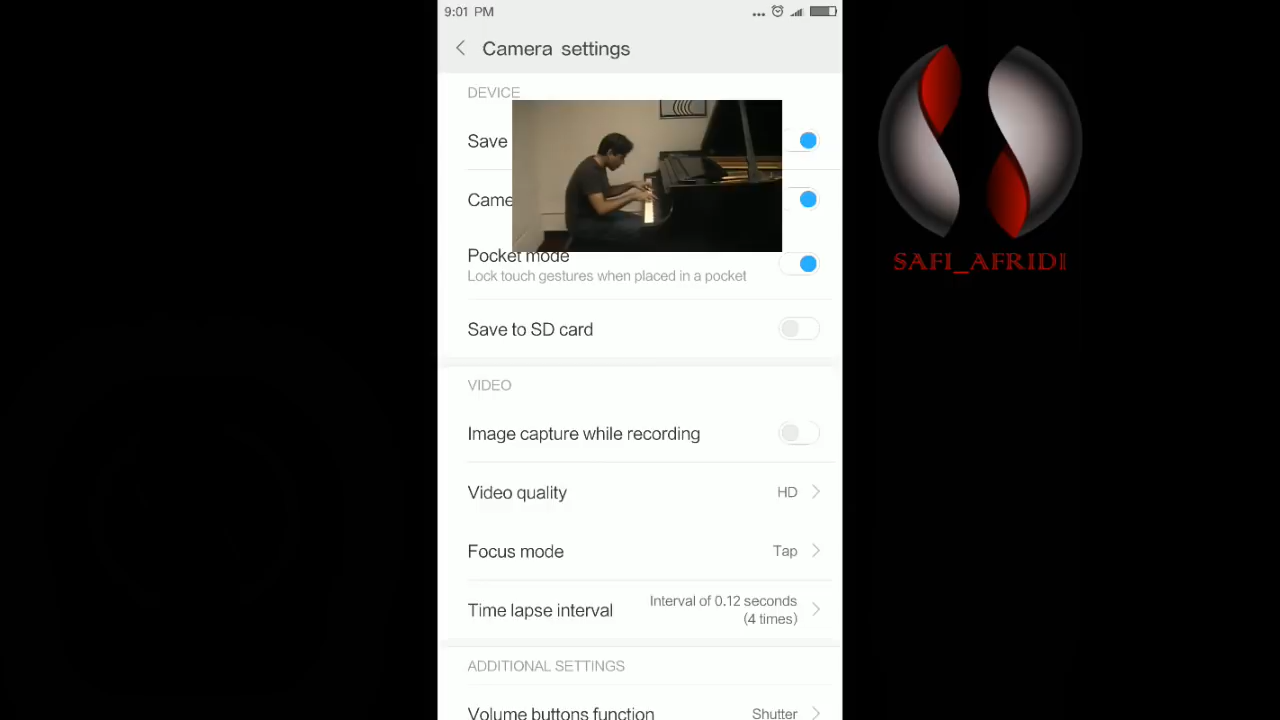 9:01 PM
Camera settings
DEVICE
Save
Came
Pocket mode
Lock touch gestures when placed in a pocket
Save to SD card
VIDEO
Image capture while recording
Video quality HD
Focus mode Tap
Time lapse interval Interval of 0.12 seconds
(4 times)
ADDITIONAL SETTINGS
Volume buttons function Shutter
SAFI_AFRIDI